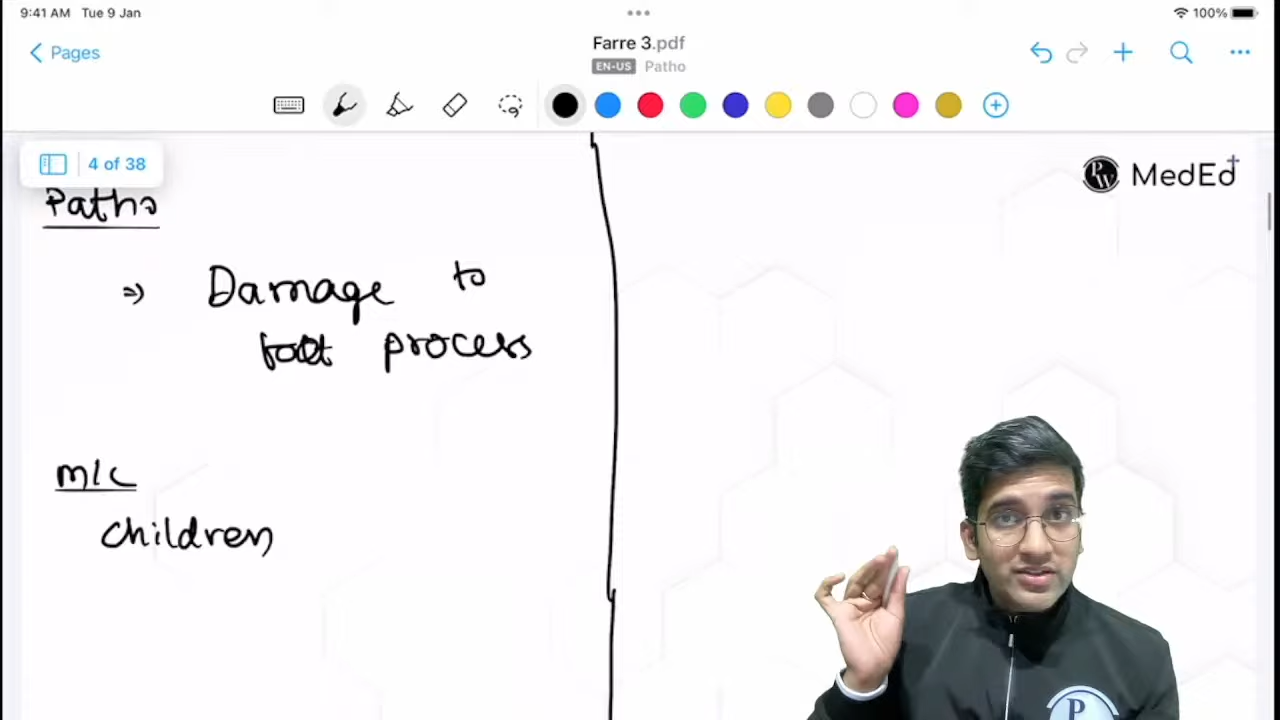 9:41 AM Tue 9 Jan
100%
Pages
Farre 3.pdf
EN-US Patho
4 of 38
PW MedEd+
Patho
⇒ Damage to
foot process
M/C
children
P